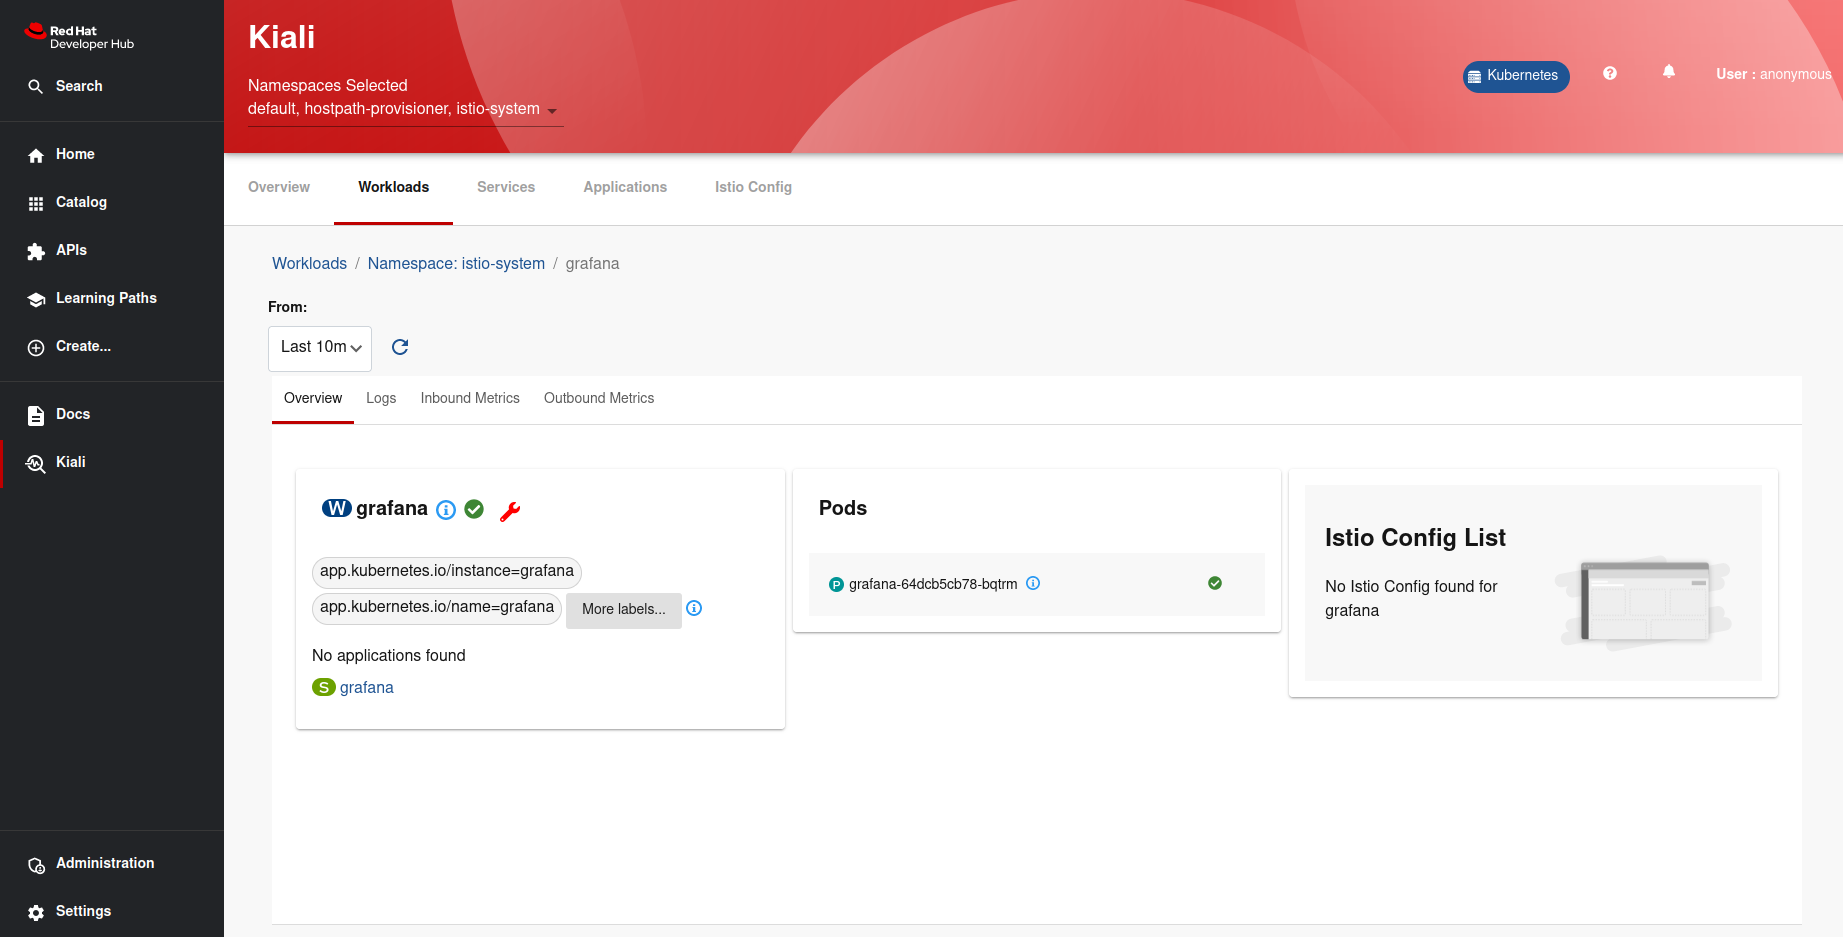 Red Hat
Developer Hub
Search
Home
Catalog
APIs
Learning Paths
Create...
Docs
Kiali
Administration
Settings
Kiali
Namespaces Selected
default, hostpath-provisioner, istio-system
Kubernetes
User : anonymous
Overview
Workloads
Services
Applications
Istio Config
Workloads / Namespace: istio-system / grafana
From:
Last 10m
Overview
Logs
Inbound Metrics
Outbound Metrics
W grafana
app.kubernetes.io/instance=grafana
app.kubernetes.io/name=grafana
More labels...
No applications found
S grafana
Pods
P grafana-64dcb5cb78-bqtrm
Istio Config List
No Istio Config found for
grafana